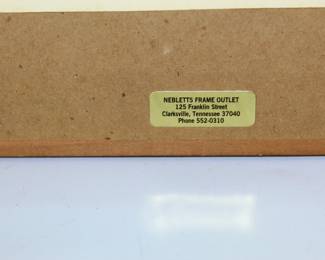 NEBLETTS FRAME OUTLET
125 Franklin Street
Clarksville, Tennessee 37040
Phone 552-0310